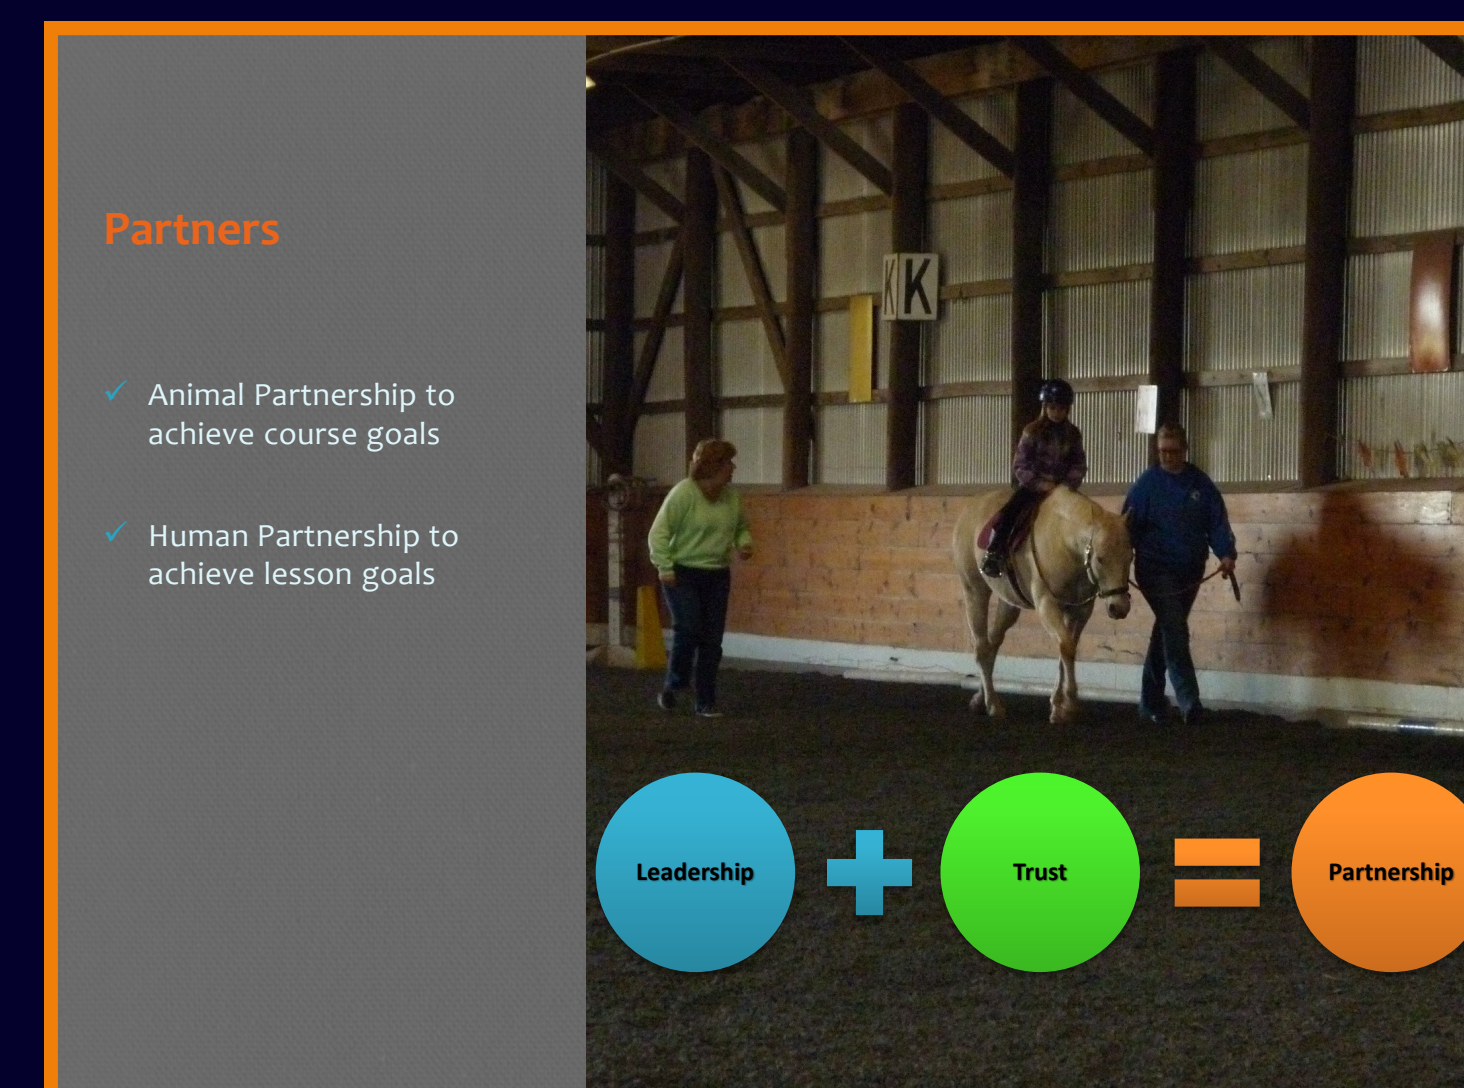 Partners
Animal Partnership to
achieve course goals
Human Partnership to
achieve lesson goals
K K
Leadership
Trust
Partnership